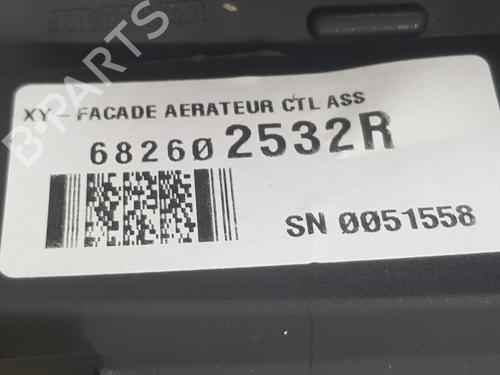 XY - FACADE AERATEUR CTL ASS
682602532R
SN 0051558
B-PARTS